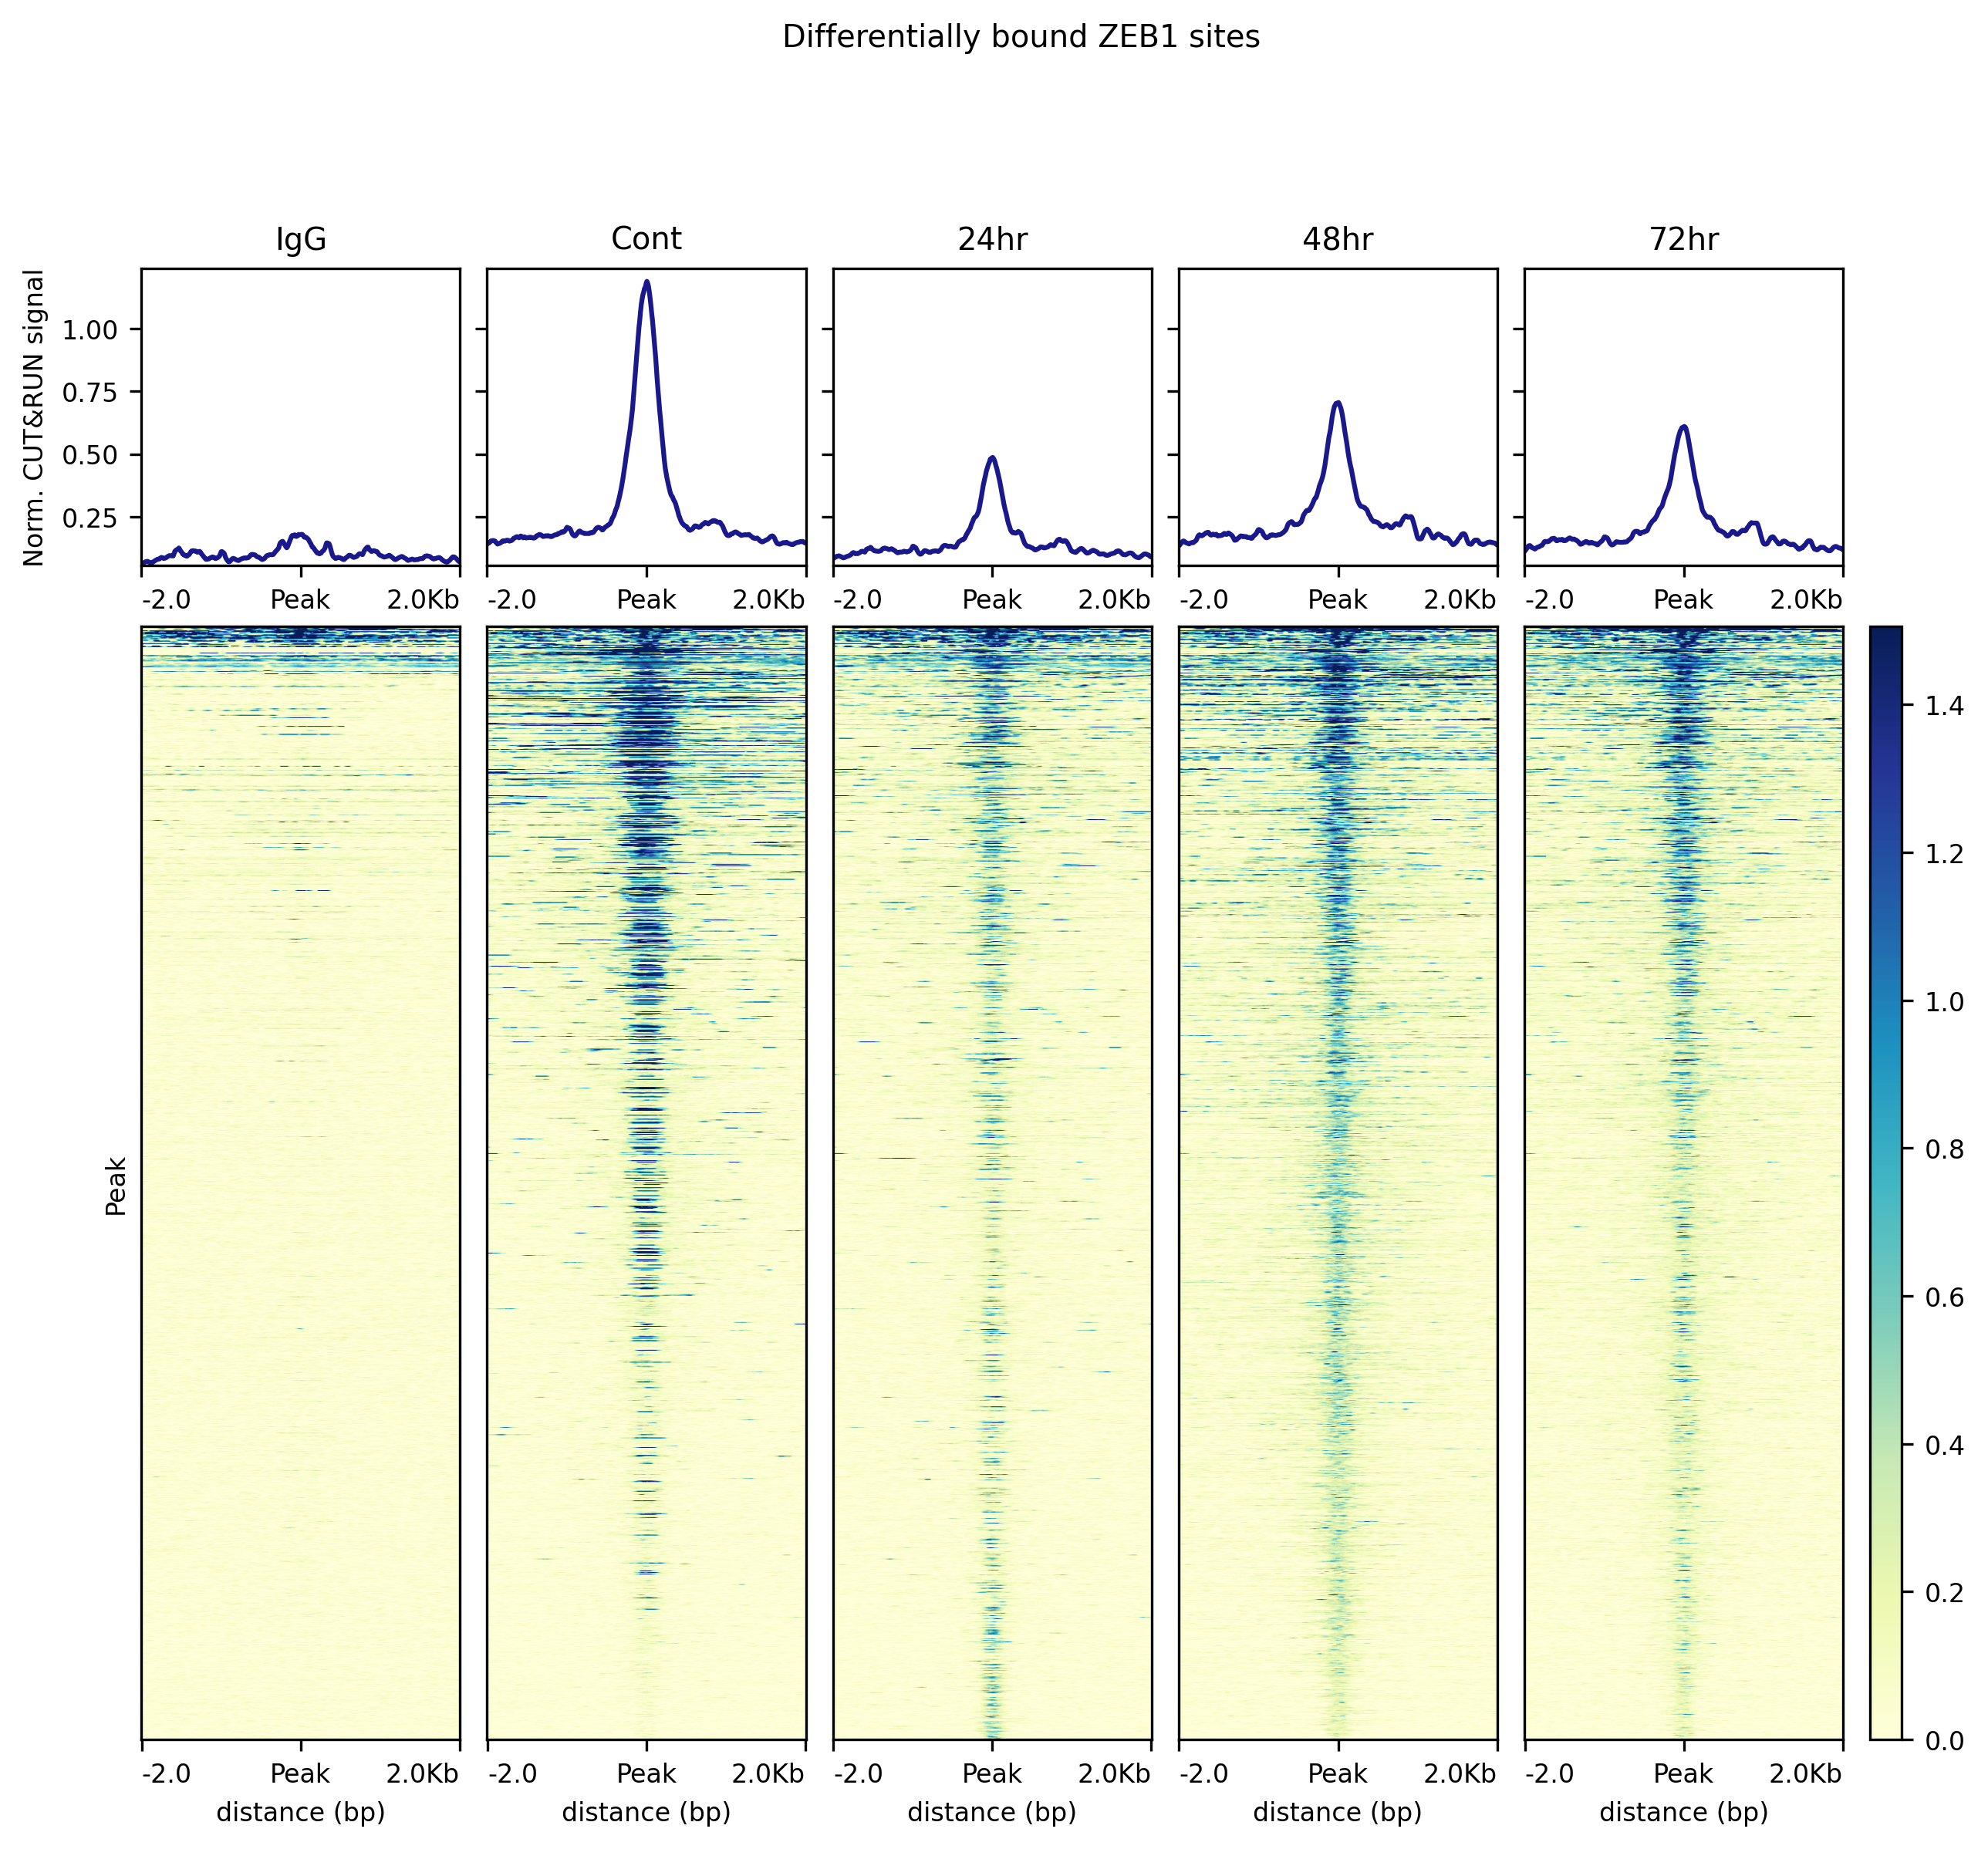 Differentially bound ZEB1 sites
IgG Cont 24hr 48hr 72hr
Norm. CUT&RUN signal
1.00
0.75
0.50
0.25
-2.0 Peak 2.0Kb -2.0 Peak 2.0Kb -2.0 Peak 2.0Kb -2.0 Peak 2.0Kb -2.0 Peak 2.0Kb
Peak
1.4
1.2
1.0
0.8
0.6
0.4
0.2
0.0
-2.0 Peak 2.0Kb -2.0 Peak 2.0Kb -2.0 Peak 2.0Kb -2.0 Peak 2.0Kb -2.0 Peak 2.0Kb
distance (bp) distance (bp) distance (bp) distance (bp) distance (bp)